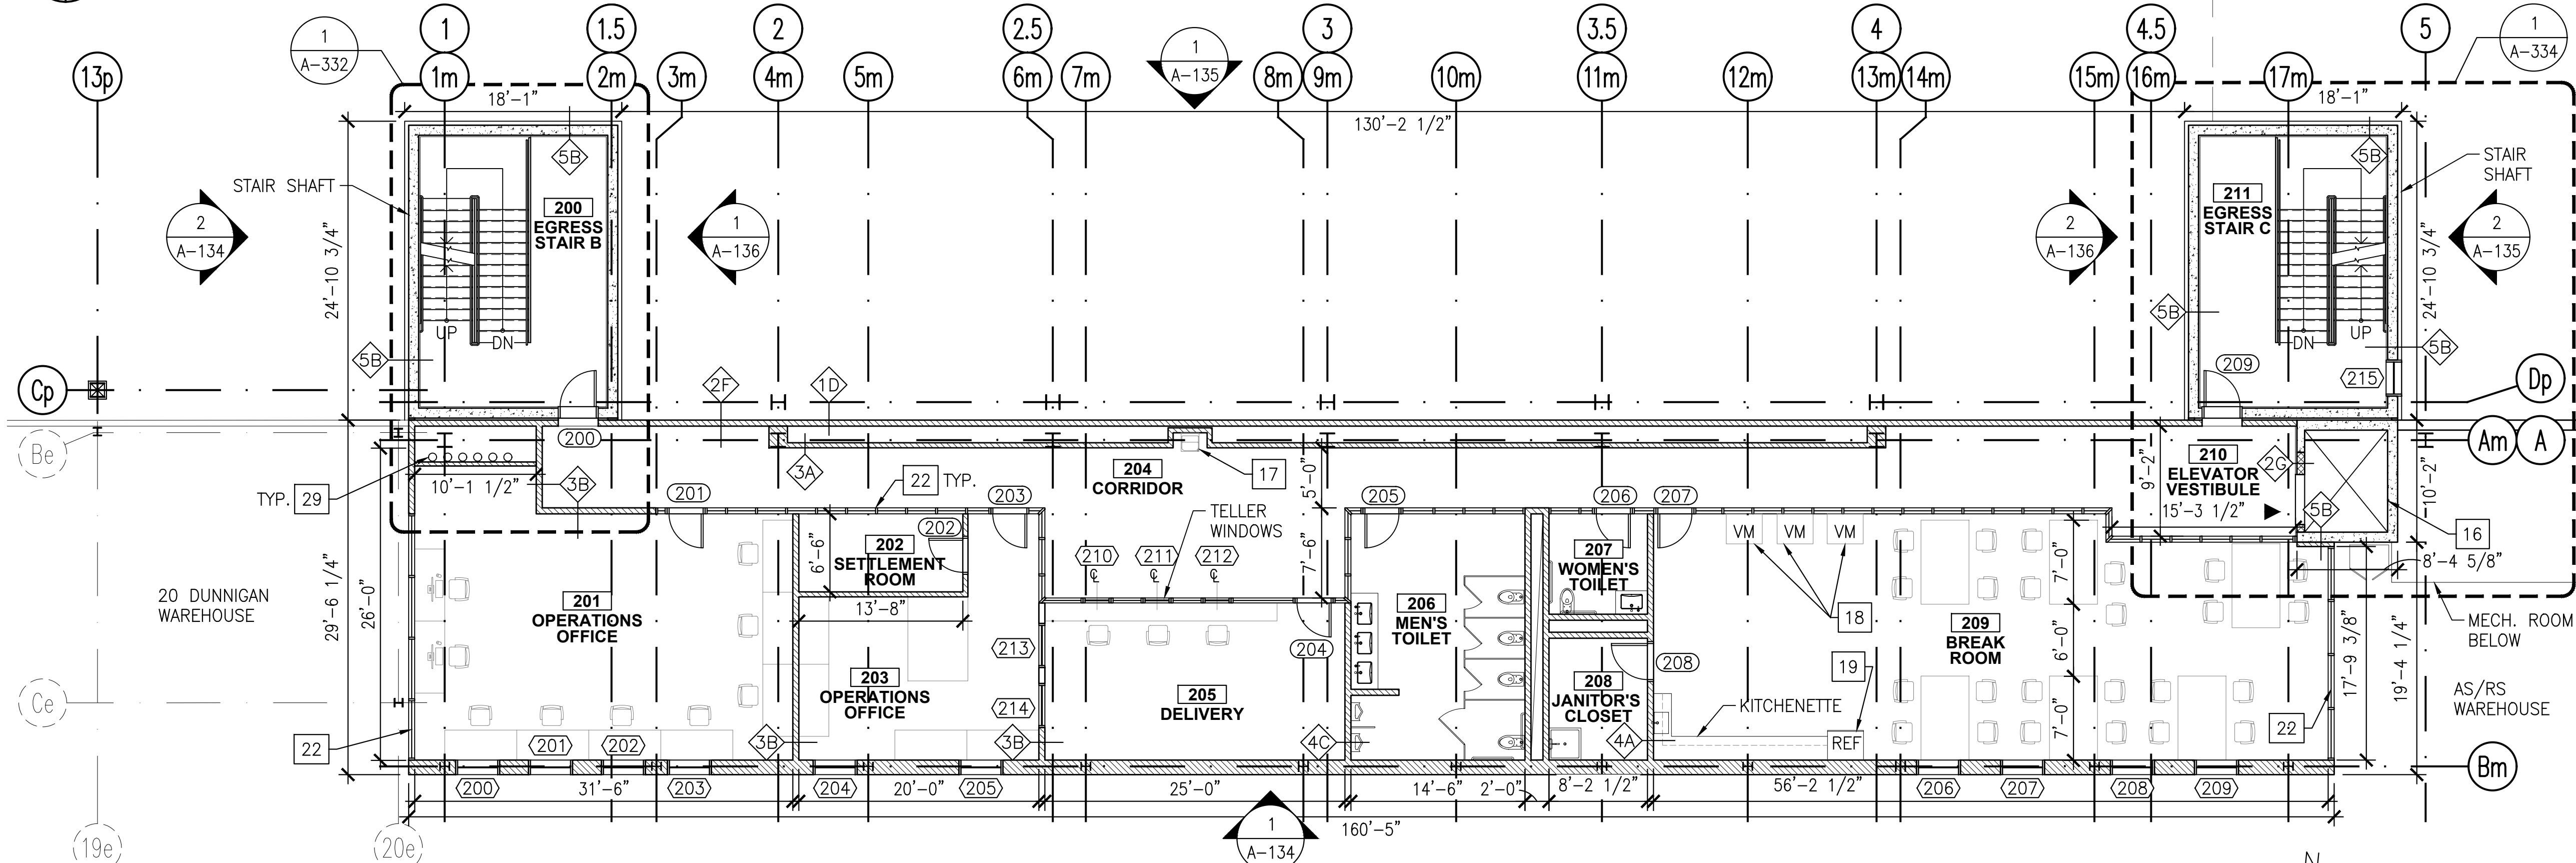 1
A-332
1
1.5
2
2.5
3
3.5
4
4.5
5
1
A-334
13p
1m
2m
3m
4m
5m
6m
7m
1
A-135
8m
9m
10m
11m
12m
13m
14m
15m
16m
17m
18'-1"
18'-1"
130'-2 1/2"
5B
5B
STAIR SHAFT
STAIR
SHAFT
200
EGRESS
STAIR B
211
EGRESS
STAIR C
2
A-134
1
A-136
2
A-136
2
A-135
24'-10 3/4"
24'-10 3/4"
UP
DN
DN
UP
5B
5B
5B
209
215
Cp
2F
1D
Dp
Be
200
Am
A
TYP. 29
10'-1 1/2"
3B
3A
204
CORRIDOR
17
22 TYP.
5'-0"
9'-2"
210
ELEVATOR
VESTIBULE
15'-3 1/2"
2G
5B
10'-2"
16
8'-4 5/8"
201
203
205
206
207
202
TELLER
WINDOWS
VM
VM
VM
18
6'-6"
202
SETTLEMENT
ROOM
13'-8"
210
211
212
7'-6"
207
WOMEN'S
TOILET
7'-0"
20 DUNNIGAN
WAREHOUSE
29'-6 1/4"
26'-0"
201
OPERATIONS
OFFICE
206
MEN'S
TOILET
209
BREAK
ROOM
6'-0"
MECH. ROOM
BELOW
213
204
208
19
17'-9 3/8"
19'-4 1/4"
203
OPERATIONS
OFFICE
214
205
DELIVERY
208
JANITOR'S
CLOSET
KITCHENETTE
7'-0"
AS/RS
WAREHOUSE
Ce
22
201
202
3B
3B
4C
4A
REF
22
Bm
200
31'-6"
203
204
20'-0"
205
25'-0"
14'-6"
2'-0"
8'-2 1/2"
56'-2 1/2"
206
207
208
209
160'-5"
1
A-134
19e
20e
N